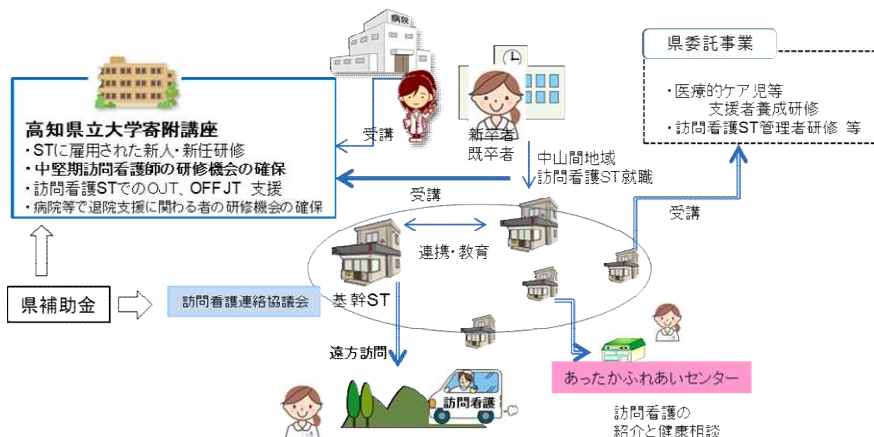 病院
県委託事業
・医療的ケア児等
支援者養成研修
・訪問看護ST管理者研修 等
高知県立大学寄附講座
・STに雇用された新人・新任研修
・中堅期訪問看護師の研修機会の確保
・訪問看護STでのOJT、OFFJT 支援
・病院等で退院支援に関わる者の研修機会の確保
受講
新卒者
既卒者
中山間地域
訪問看護ST就職
受講
受講
連携・教育
県補助金
訪問看護連絡協議会
基幹ST
遠方訪問
訪問看護
あったかふれあいセンター
訪問看護の
紹介と健康相談